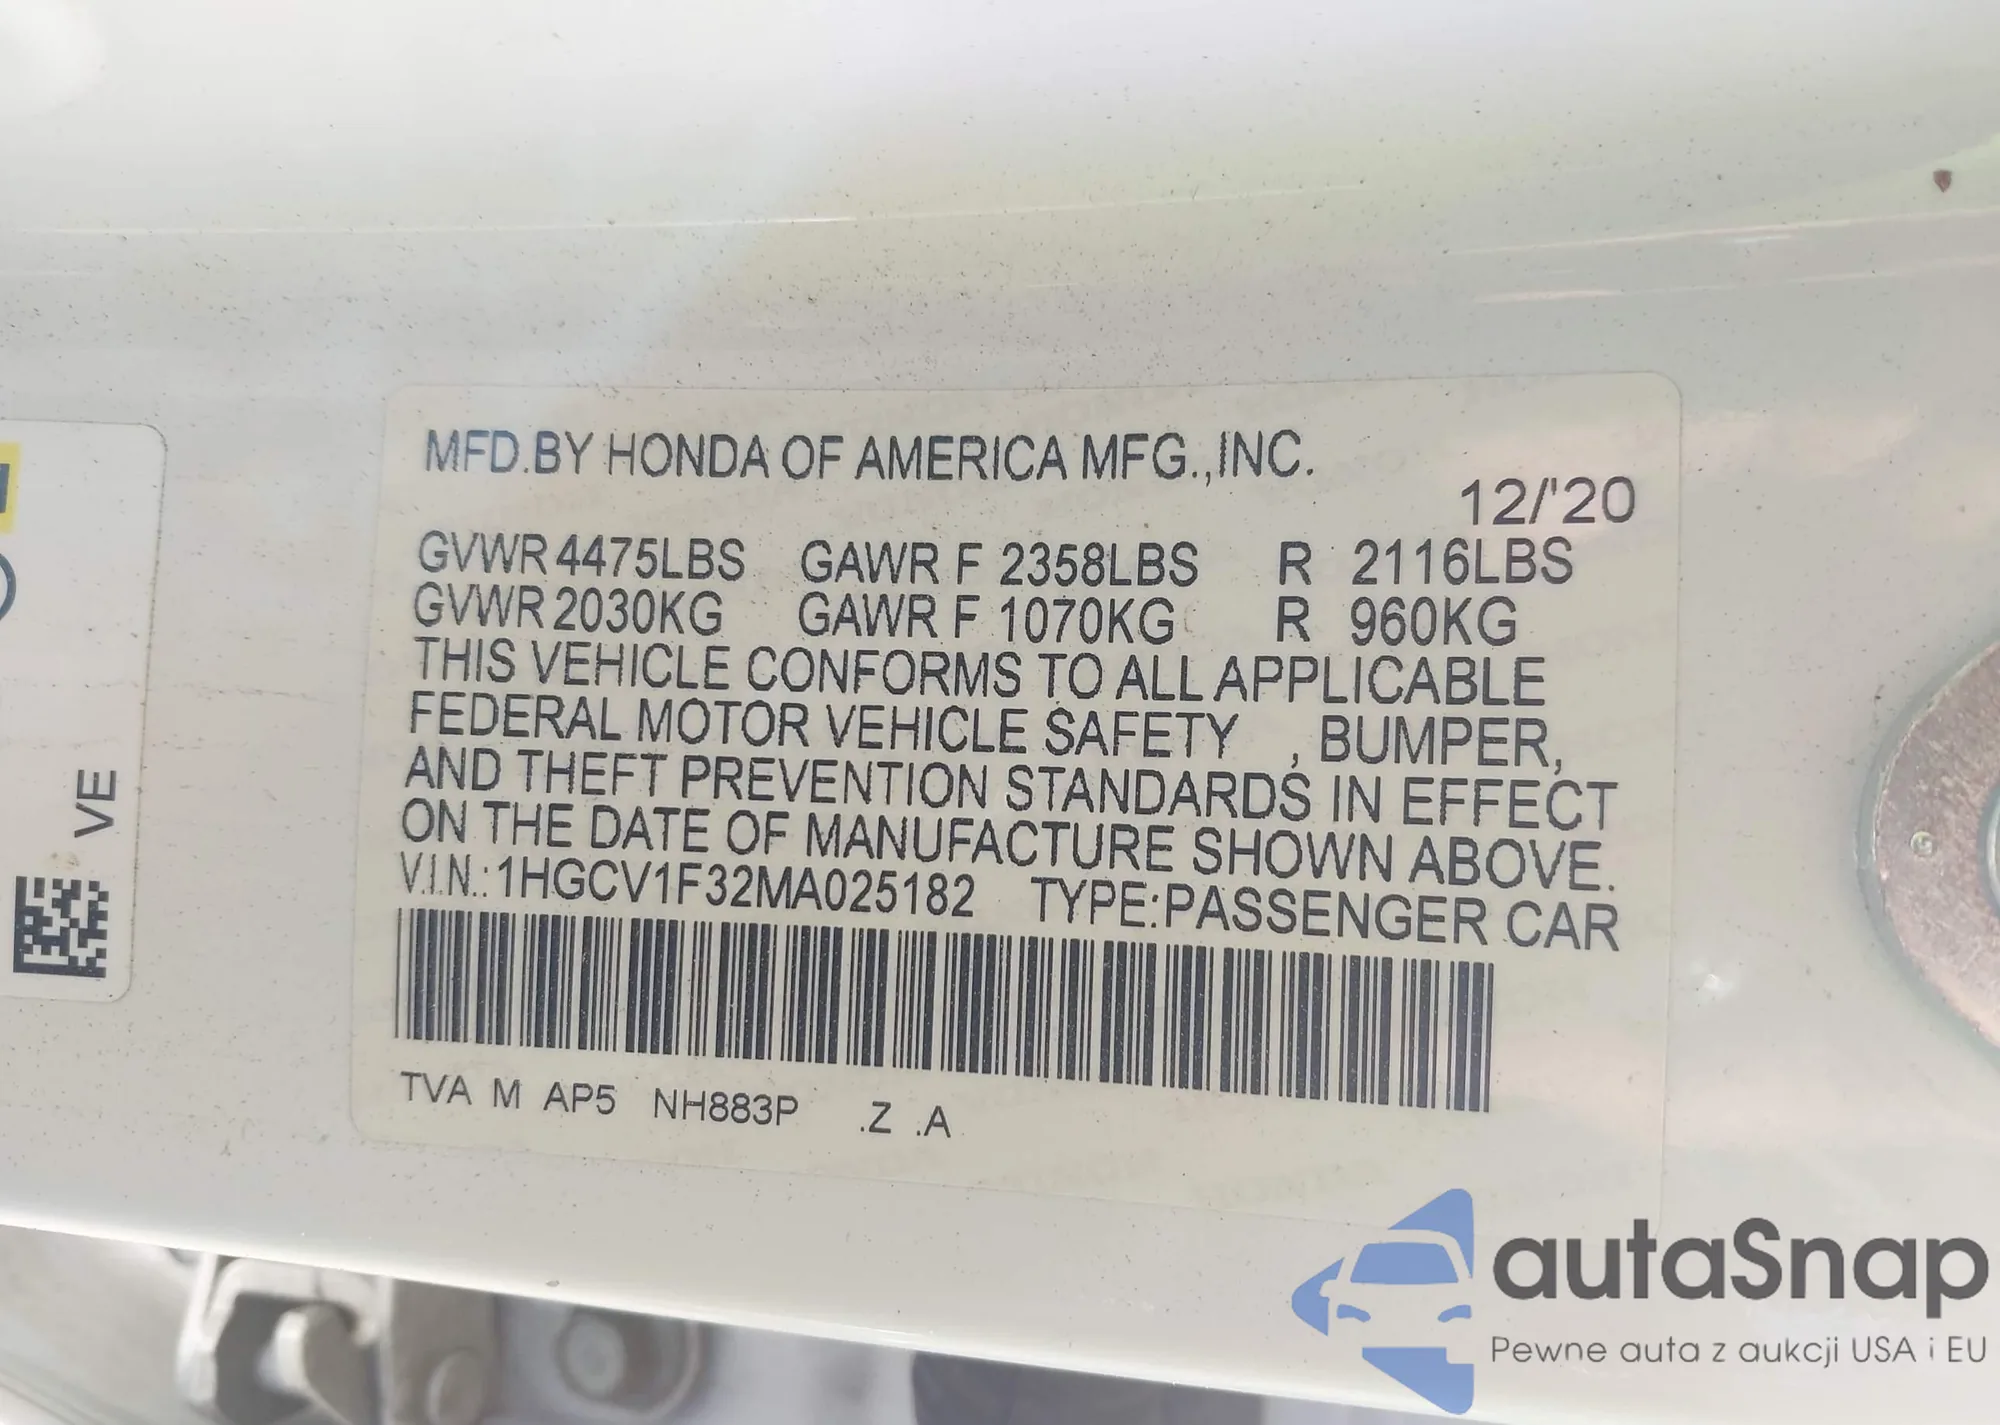 MFD.BY HONDA OF AMERICA MFG.,INC.
12/'20
GVWR 4475LBS GAWR F 2358LBS R 2116LBS
GVWR 2030KG GAWR F 1070KG R 960KG
THIS VEHICLE CONFORMS TO ALL APPLICABLE
FEDERAL MOTOR VEHICLE SAFETY , BUMPER,
AND THEFT PREVENTION STANDARDS IN EFFECT
ON THE DATE OF MANUFACTURE SHOWN ABOVE.
V.I.N.: 1HGCV1F32MA025182 TYPE:PASSENGER CAR
TVA M AP5 NH883P .Z .A
VE
autaSnap
Pewne auta z aukcji USA i EU